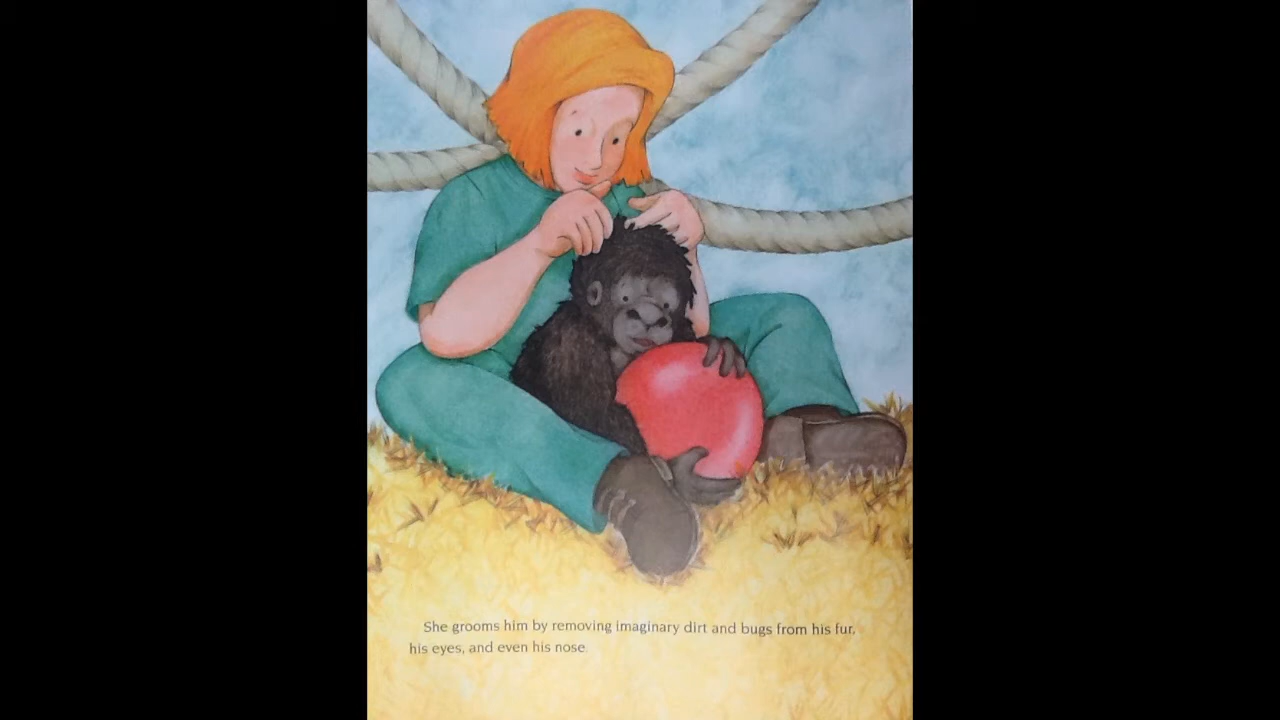 She grooms him by removing imaginary dirt and bugs from his fur,
his eyes, and even his nose.